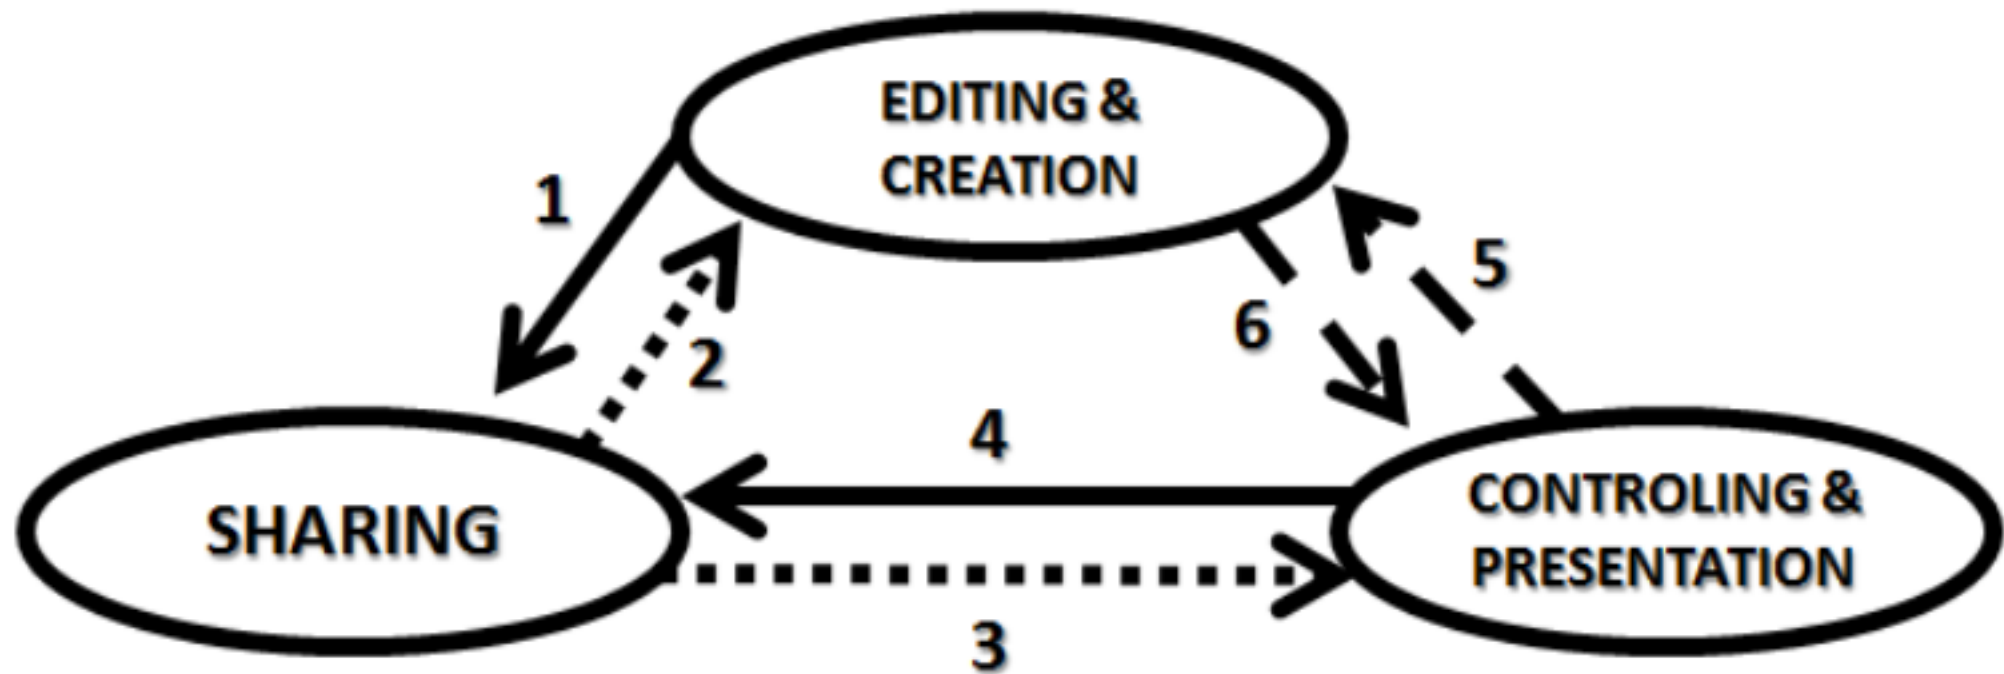 EDITING &
CREATION
1
2
5
6
4
SHARING
CONTROLING &
PRESENTATION
3